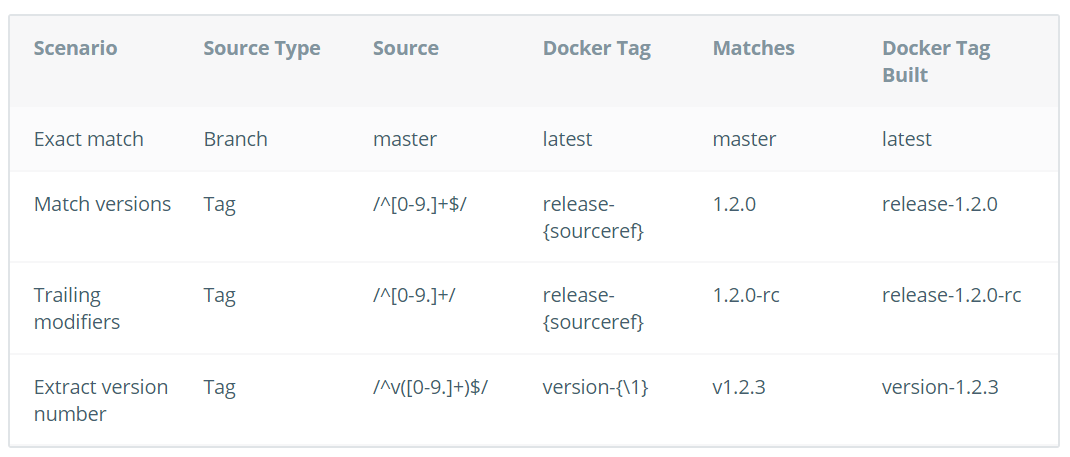 Scenario Source Type Source Docker Tag Matches Docker Tag
Built
Exact match Branch master latest master latest
Match versions Tag /^[0-9.]+$/ release- 1.2.0 release-1.2.0
{sourceref}
Trailing Tag /^[0-9.]+/ release- 1.2.0-rc release-1.2.0-rc
modifiers {sourceref}
Extract version Tag /^v([0-9.]+)$/ version-{\1} v1.2.3 version-1.2.3
number